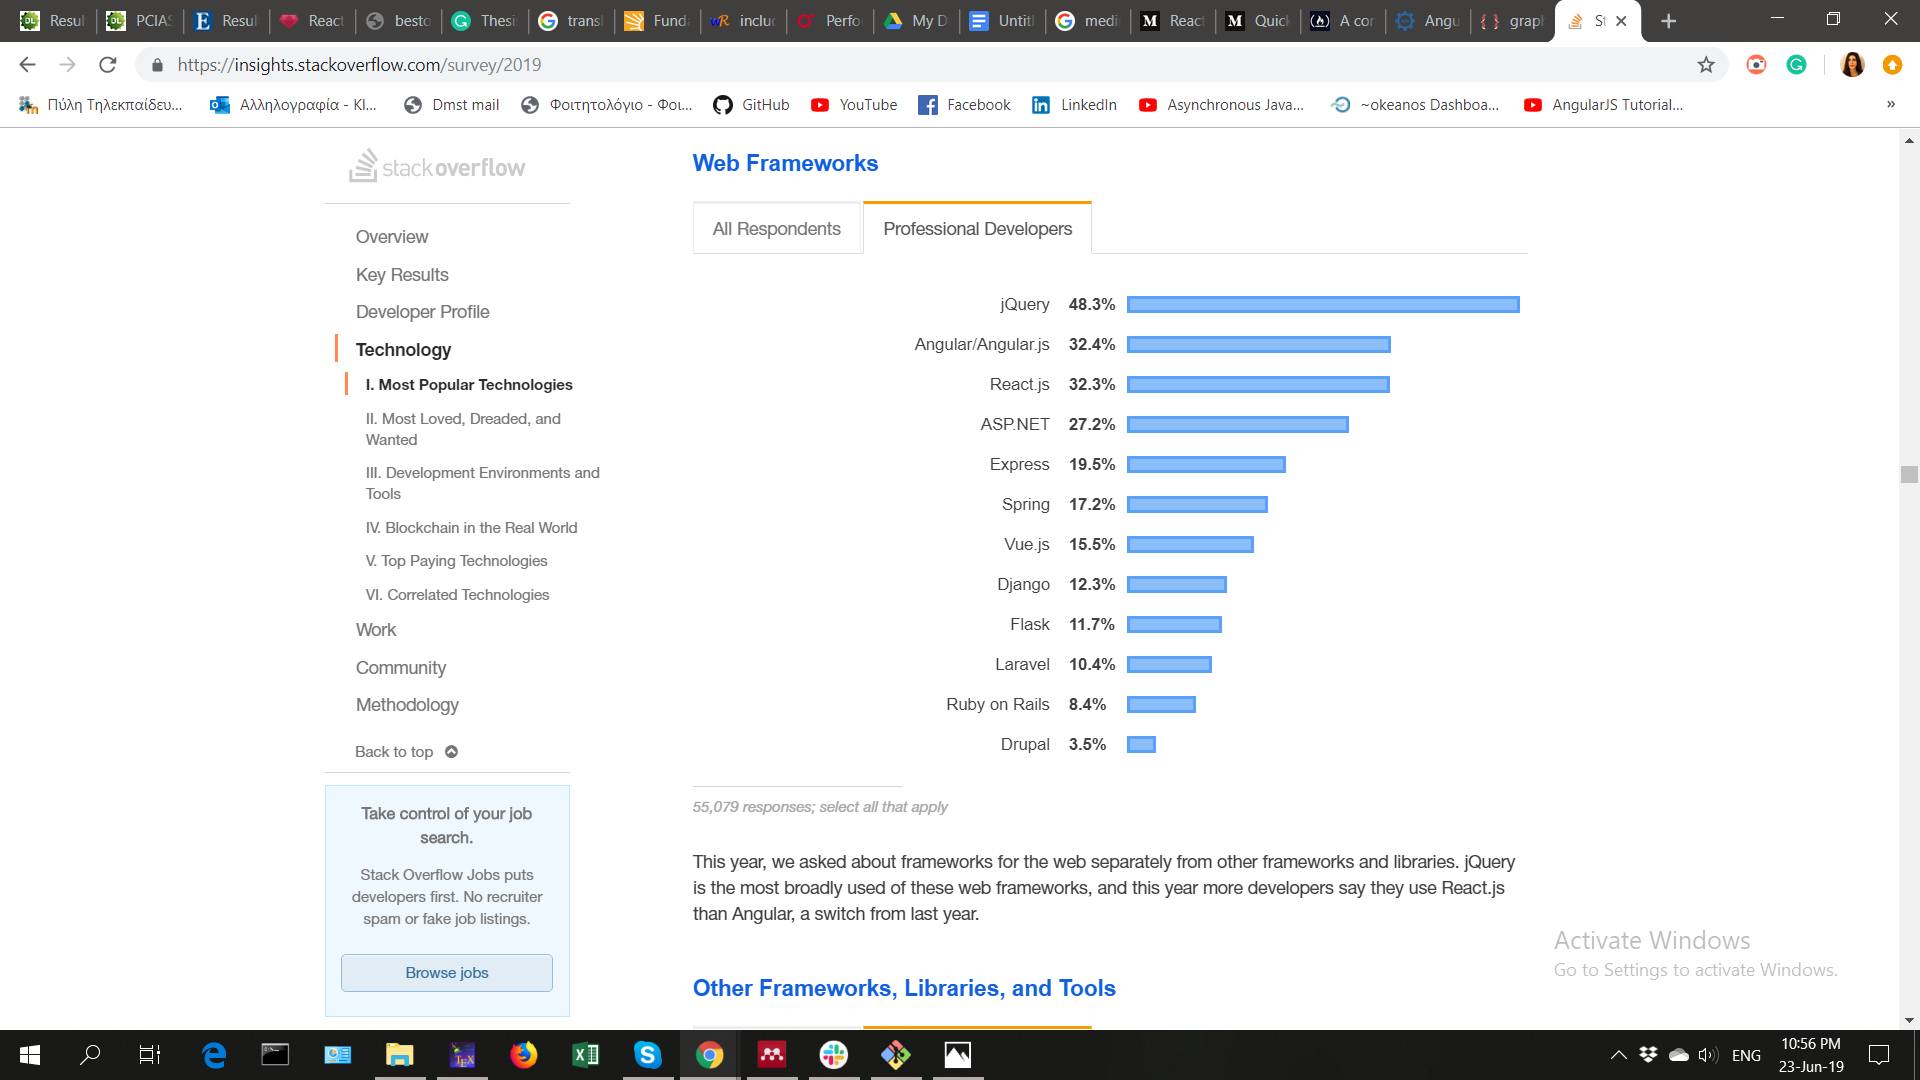 Resul
PCIAS
Resul
React
besto
Thesi
transl
Funda
includ
Perfo
My D
Untitl
medi
React
Quick
A con
Angu
graph
St
https://insights.stackoverflow.com/survey/2019
Πύλη Τηλεκπαίδευ...
Αλληλογραφία - Kl...
Dmst mail
Φοιτητολόγιο - Φοι...
GitHub
YouTube
Facebook
LinkedIn
Asynchronous Java...
~okeanos Dashboa...
AngularJS Tutorial...
»
stackoverflow
Overview
Key Results
Developer Profile
Technology
I. Most Popular Technologies
II. Most Loved, Dreaded, and
Wanted
III. Development Environments and
Tools
IV. Blockchain in the Real World
V. Top Paying Technologies
VI. Correlated Technologies
Work
Community
Methodology
Back to top
Take control of your job
search.
Stack Overflow Jobs puts
developers first. No recruiter
spam or fake job listings.
Browse jobs
Web Frameworks
All Respondents
Professional Developers
jQuery 48.3%
Angular/Angular.js 32.4%
React.js 32.3%
ASP.NET 27.2%
Express 19.5%
Spring 17.2%
Vue.js 15.5%
Django 12.3%
Flask 11.7%
Laravel 10.4%
Ruby on Rails 8.4%
Drupal 3.5%
55,079 responses; select all that apply
This year, we asked about frameworks for the web separately from other frameworks and libraries. jQuery
is the most broadly used of these web frameworks, and this year more developers say they use React.js
than Angular, a switch from last year.
Other Frameworks, Libraries, and Tools
Activate Windows
Go to Settings to activate Windows.
ENG
10:56 PM
23-Jun-19